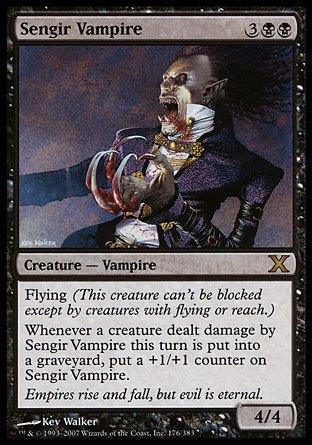 Sengir Vampire 3
KEV WALKER
Creature — Vampire X
Flying (This creature can't be blocked
except by creatures with flying or reach.)
Whenever a creature dealt damage by
Sengir Vampire this turn is put into
a graveyard, put a +1/+1 counter on
Sengir Vampire.
Empires rise and fall, but evil is eternal.
Kev Walker
4/4
™ & © 1993–2007 Wizards of the Coast, Inc. 176/383